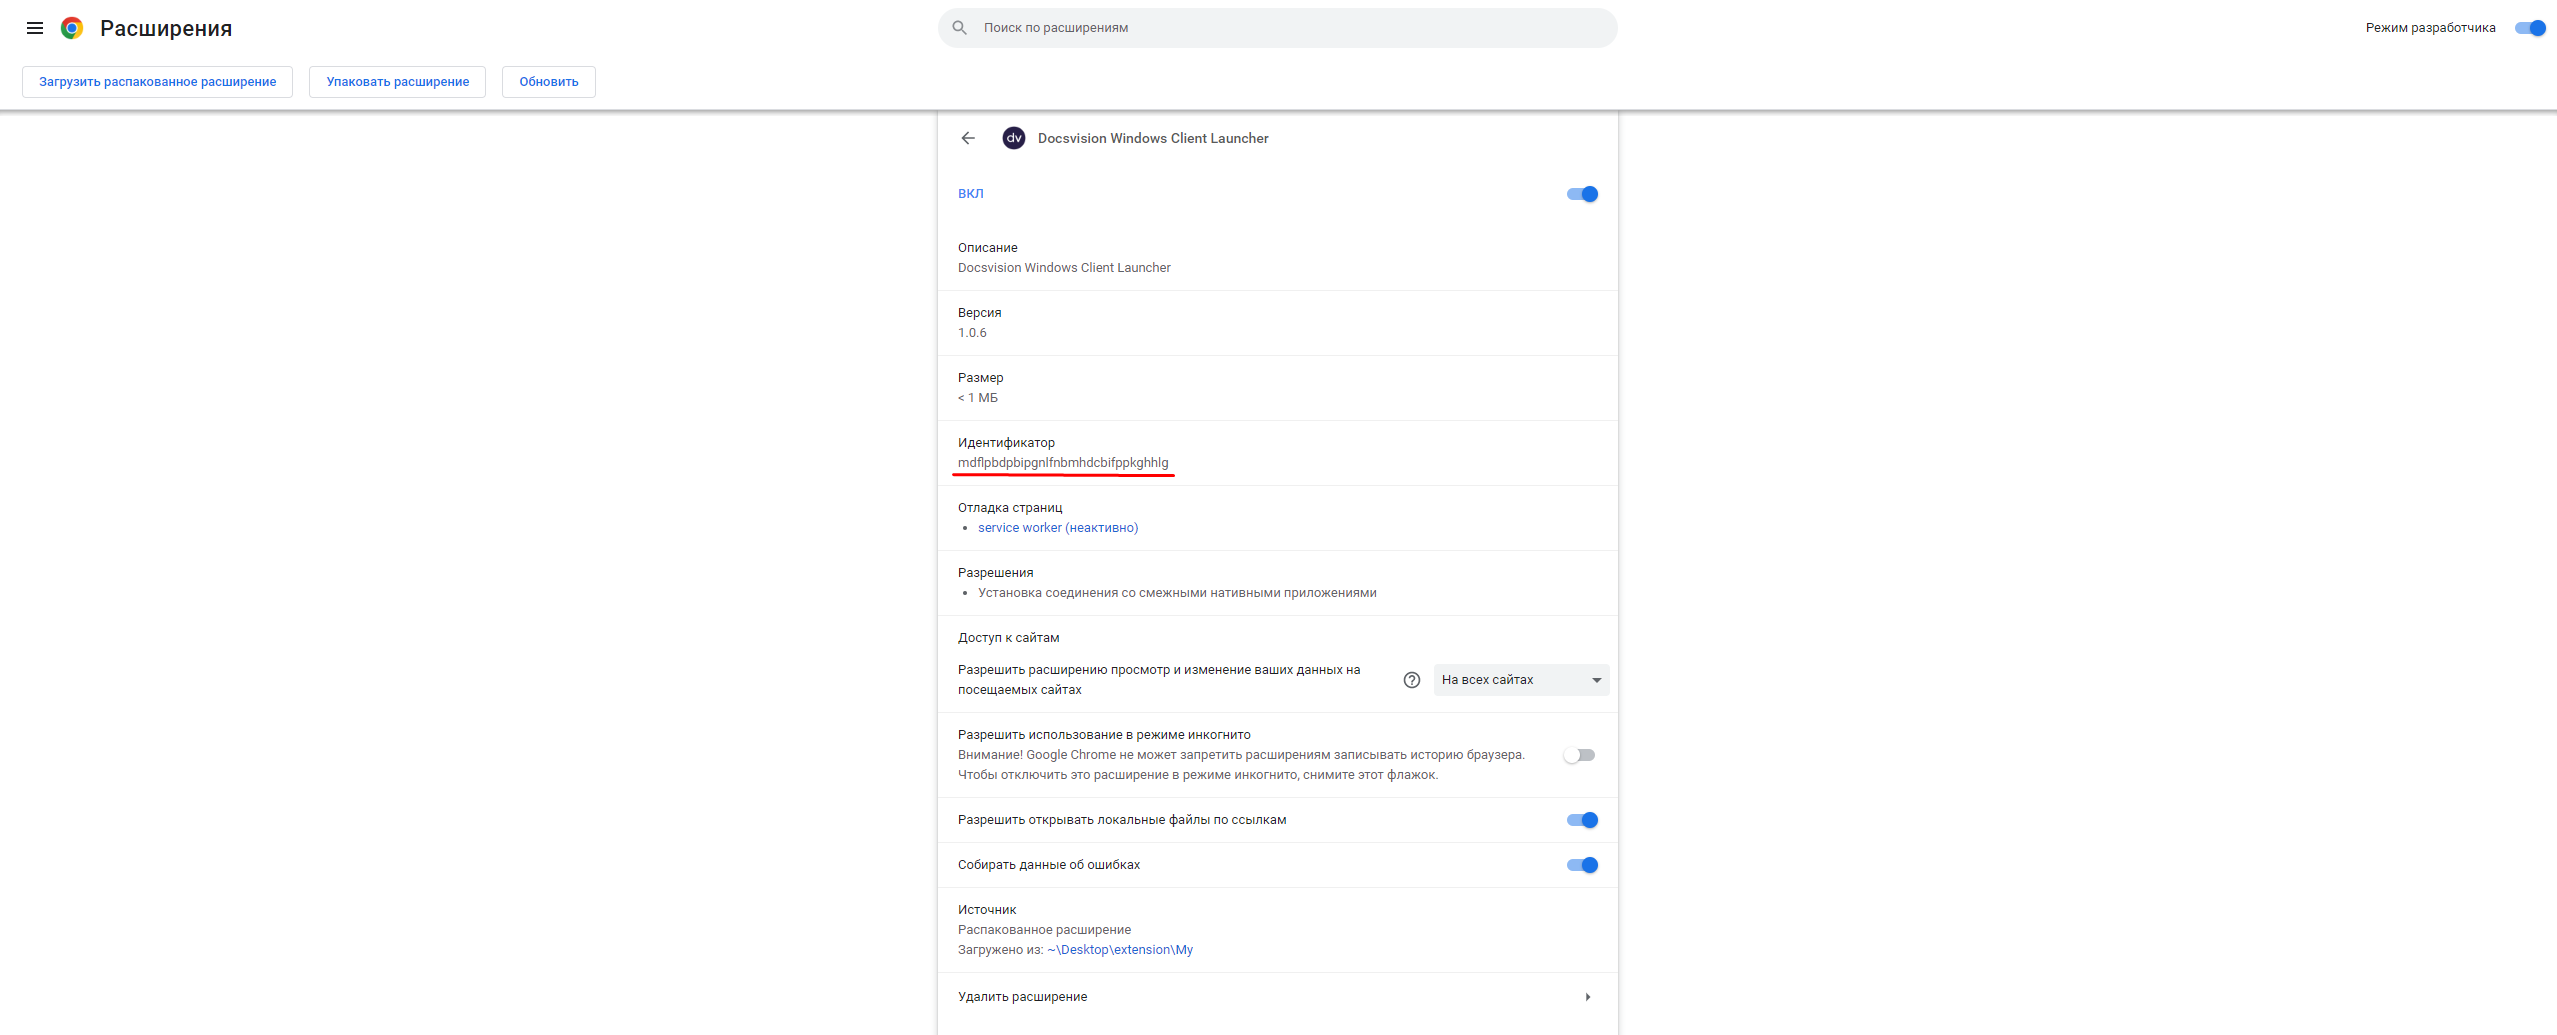 Расширения
Поиск по расширениям
Режим разработчика
Загрузить распакованное расширение
Упаковать расширение
Обновить
dv
Docsvision Windows Client Launcher
ВКЛ
Описание
Docsvision Windows Client Launcher
Версия
1.0.6
Размер
< 1 МБ
Идентификатор
mdflpbdpbipgnlfnbmhdcbifppkghhlg
Отладка страниц
service worker (неактивно)
Разрешения
Установка соединения со смежными нативными приложениями
Доступ к сайтам
Разрешить расширению просмотр и изменение ваших данных на
посещаемых сайтах
На всех сайтах
Разрешить использование в режиме инкогнито
Внимание! Google Chrome не может запретить расширениям записывать историю браузера.
Чтобы отключить это расширение в режиме инкогнито, снимите этот флажок.
Разрешить открывать локальные файлы по ссылкам
Собирать данные об ошибках
Источник
Распакованное расширение
Загружено из: ~\Desktop\extension\My
Удалить расширение